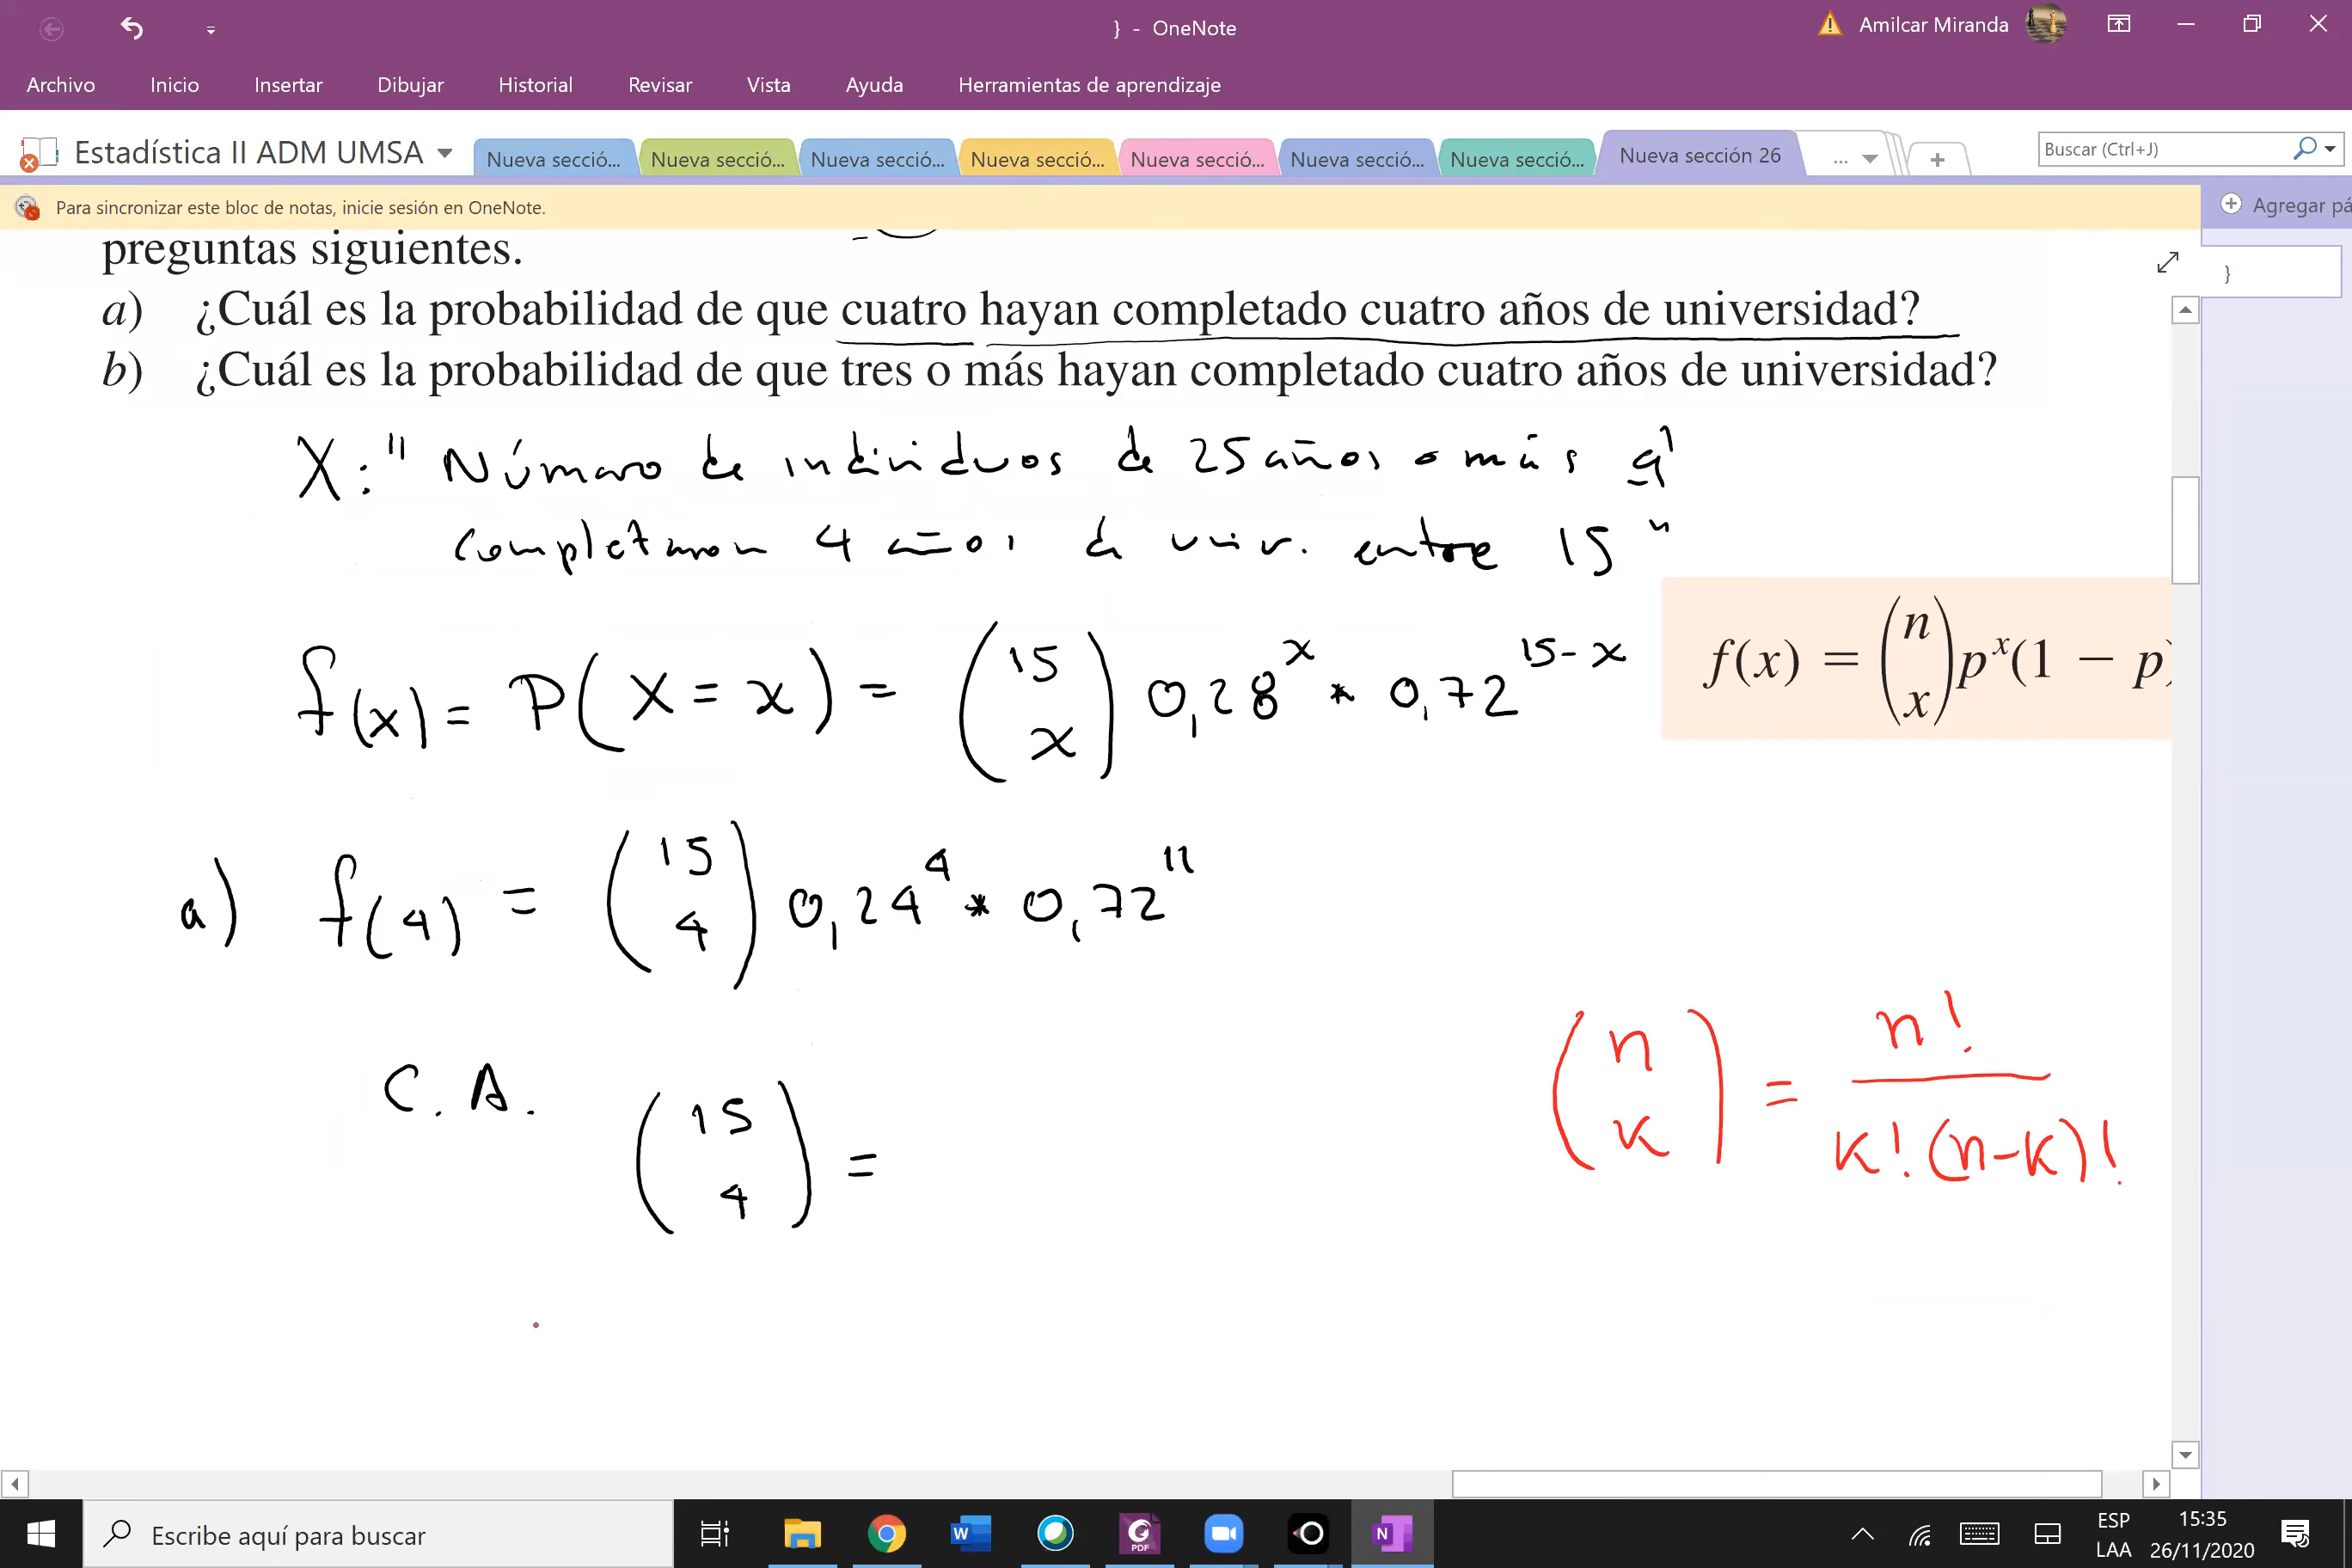 } - OneNote
Amilcar Miranda
Archivo Inicio Insertar Dibujar Historial Revisar Vista Ayuda Herramientas de aprendizaje
Estadística II ADM UMSA Nueva secció... Nueva secció... Nueva secció... Nueva secció... Nueva secció... Nueva secció... Nueva secció... Nueva sección 26 ... + Buscar (Ctrl+J)
Para sincronizar este bloc de notas, inicie sesión en OneNote.
Agregar pá
}
preguntas siguientes.
a) ¿Cuál es la probabilidad de que cuatro hayan completado cuatro años de universidad?
b) ¿Cuál es la probabilidad de que tres o más hayan completado cuatro años de universidad?
X: " Número de individuos de 25 años o más q'
completaron 4 años d univ. entre 15 "
f(x) = P(X = x) = (15 x) 0,28^x * 0,72^15-x
f(x) = (n x) p^x (1 − p)
a) f(4) = (15 4) 0,24^4 * 0,72^11
C.A. (15 4) =
(n k) = n! / k! (n-k)!
Escribe aquí para buscar
W
PDF
N
ESP
LAA
15:35
26/11/2020